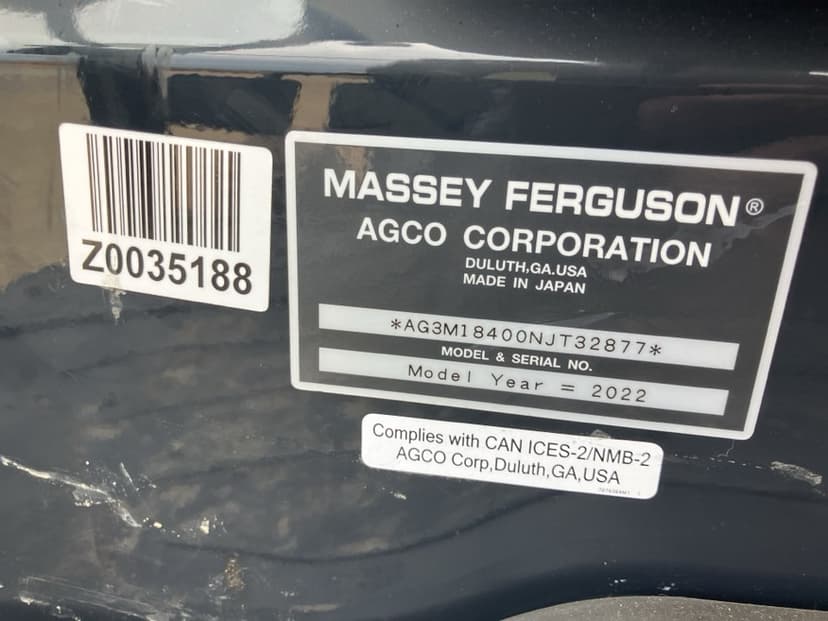 Z0035188
MASSEY FERGUSON®
AGCO CORPORATION
DULUTH,GA.USA
MADE IN JAPAN
*AG3M18400NJT32877*
MODEL & SERIAL NO.
Model Year = 2022
Complies with CAN ICES-2/NMB-2
AGCO Corp,Duluth,GA,USA